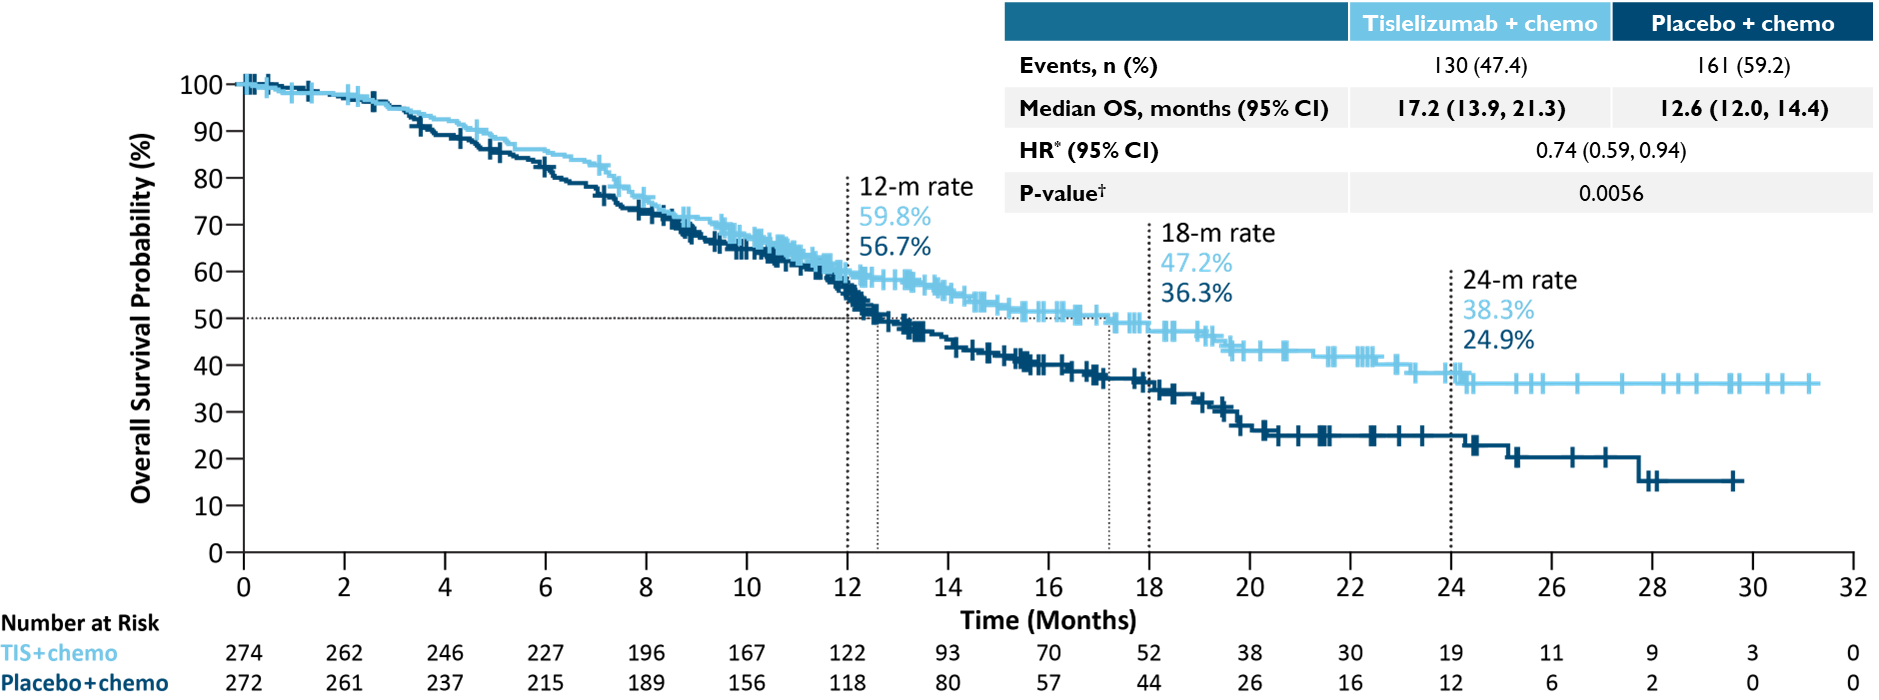 Tislelizumab + chemo Placebo + chemo
Events, n (%) 130 (47.4) 161 (59.2)
Median OS, months (95% CI) 17.2 (13.9, 21.3) 12.6 (12.0, 14.4)
HR* (95% CI) 0.74 (0.59, 0.94)
P-value† 0.0056
Overall Survival Probability (%)
100
90
80
70
60
50
40
30
20
10
0
12-m rate
59.8%
56.7%
18-m rate
47.2%
36.3%
24-m rate
38.3%
24.9%
0 2 4 6 8 10 12 14 16 18 20 22 24 26 28 30 32
Time (Months)
Number at Risk
TIS+chemo 274 262 246 227 196 167 122 93 70 52 38 30 19 11 9 3 0
Placebo+chemo 272 261 237 215 189 156 118 80 57 44 26 16 12 6 2 0 0